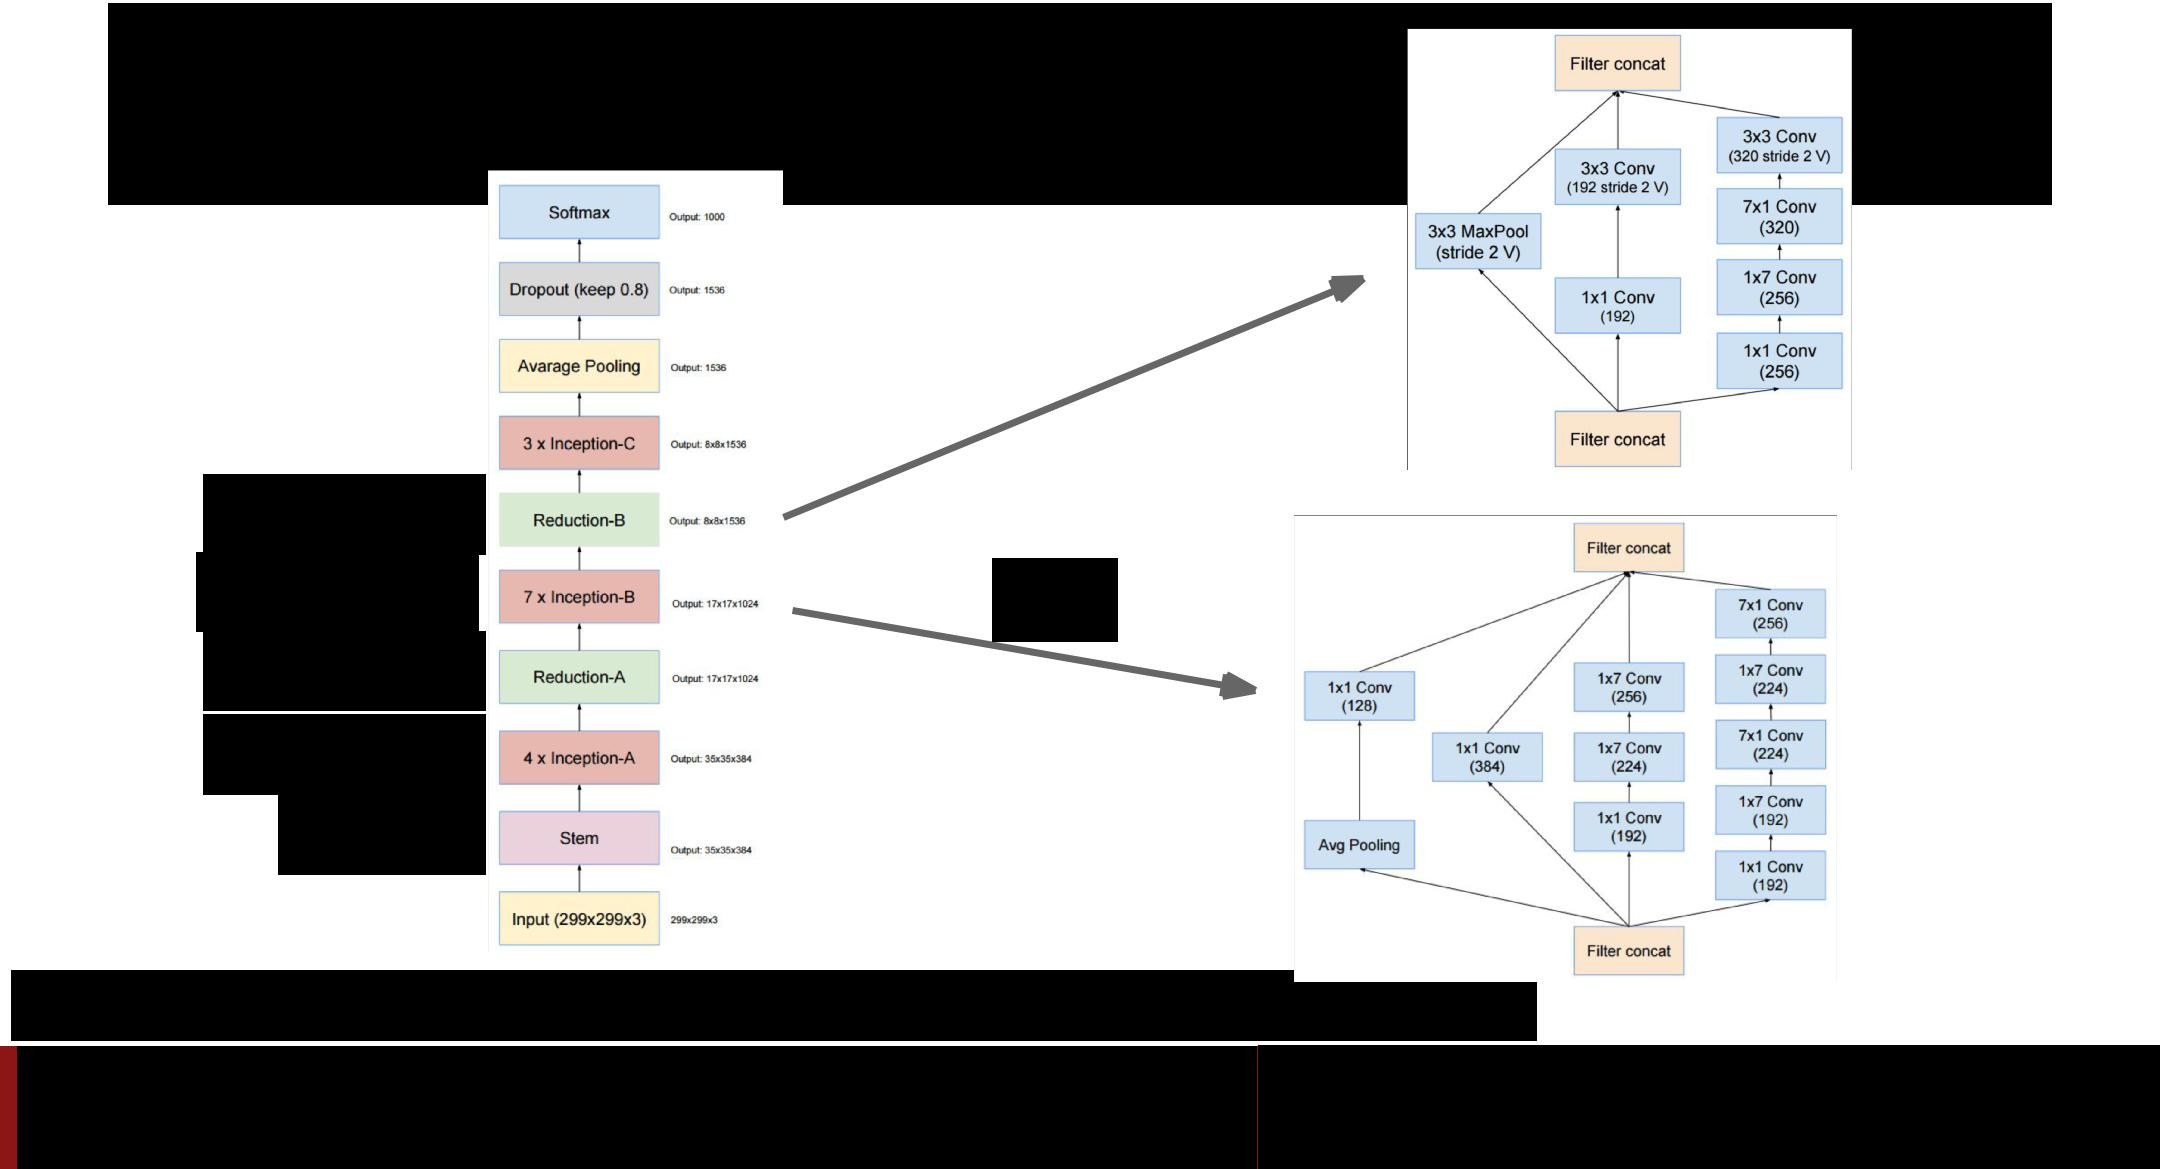 Softmax
Output: 1000
Dropout (keep 0.8)
Output: 1536
Avarage Pooling
Output: 1536
3 x Inception-C
Output: 8x8x1536
Reduction-B
Output: 8x8x1536
7 x Inception-B
Output: 17x17x1024
Reduction-A
Output: 17x17x1024
4 x Inception-A
Output: 35x35x384
Stem
Output: 35x35x384
Input (299x299x3)
299x299x3
Filter concat
3x3 MaxPool
(stride 2 V)
3x3 Conv
(192 stride 2 V)
1x1 Conv
(192)
3x3 Conv
(320 stride 2 V)
7x1 Conv
(320)
1x7 Conv
(256)
1x1 Conv
(256)
Filter concat
Filter concat
1x1 Conv
(128)
Avg Pooling
1x1 Conv
(384)
1x7 Conv
(256)
1x7 Conv
(224)
1x1 Conv
(192)
7x1 Conv
(256)
1x7 Conv
(224)
7x1 Conv
(224)
1x7 Conv
(192)
1x1 Conv
(192)
Filter concat